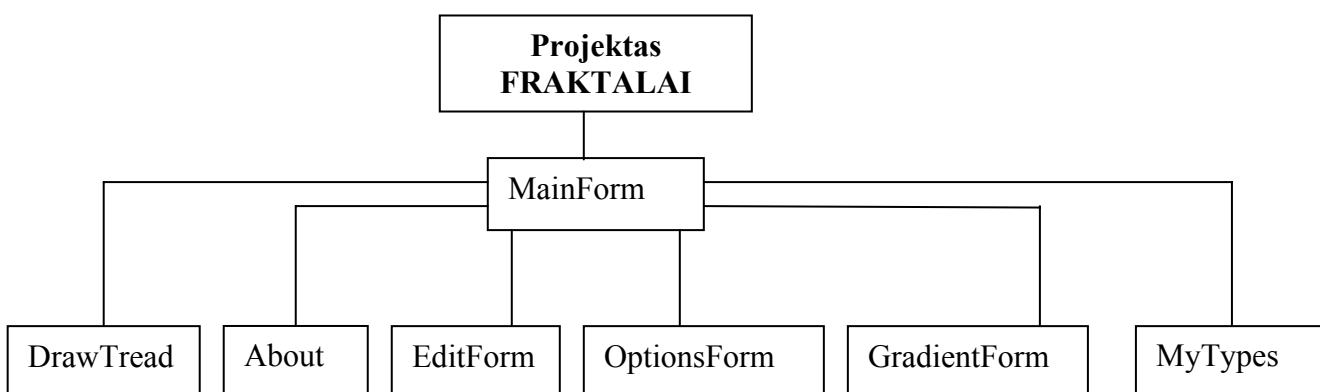 Projektas
FRAKTALAI
MainForm
DrawTread
About
EditForm
OptionsForm
GradientForm
MyTypes